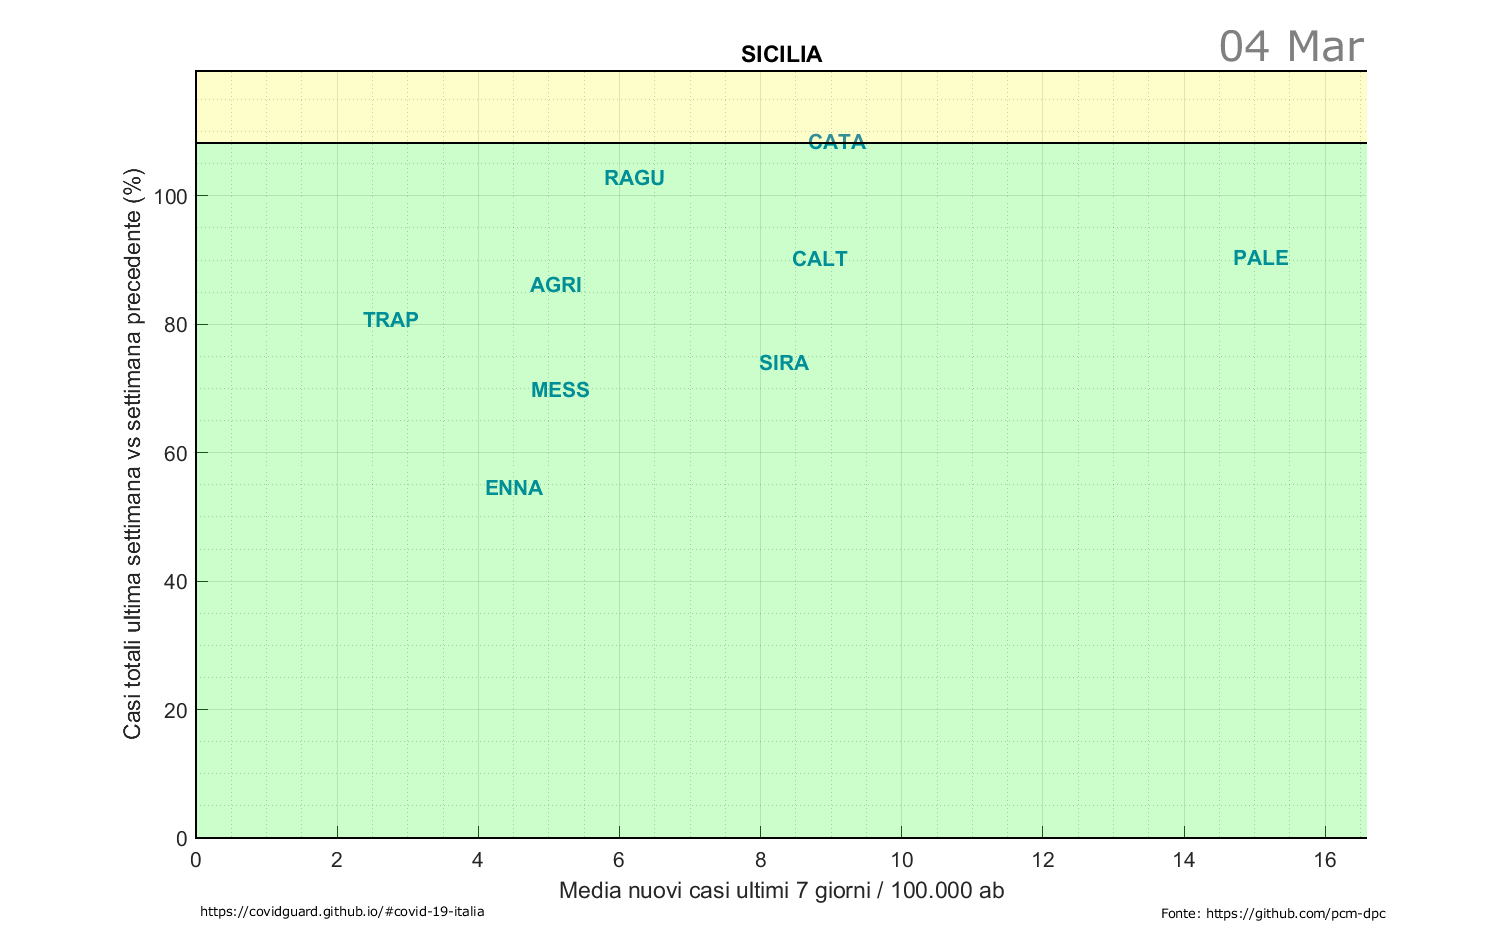 04 Mar
SICILIA
CATA
RAGU
CALT
PALE
AGRI
TRAP
SIRA
MESS
ENNA
Casi totali ultima settimana vs settimana precedente (%)
100
80
60
40
20
0
0 2 4 6 8 10 12 14 16
Media nuovi casi ultimi 7 giorni / 100.000 ab
https://covidguard.github.io/#covid-19-italia
Fonte: https://github.com/pcm-dpc